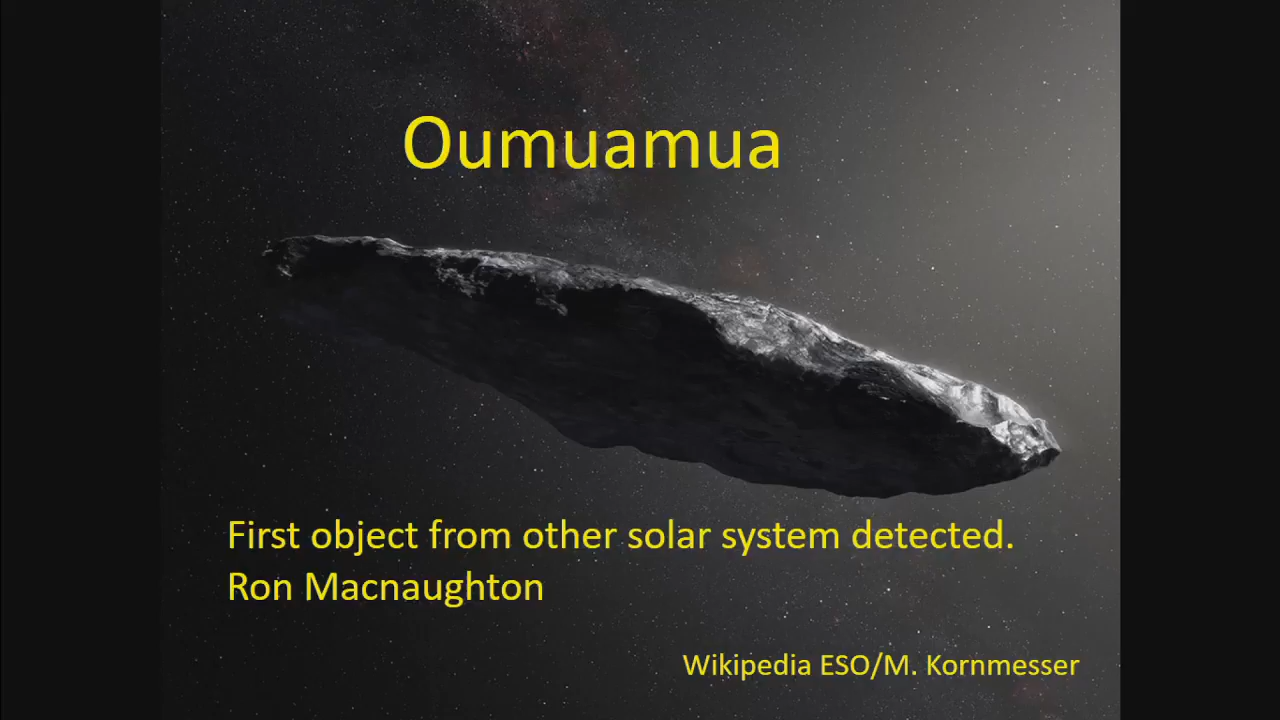 Oumuamua
First object from other solar system detected.
Ron Macnaughton
Wikipedia ESO/M. Kornmesser